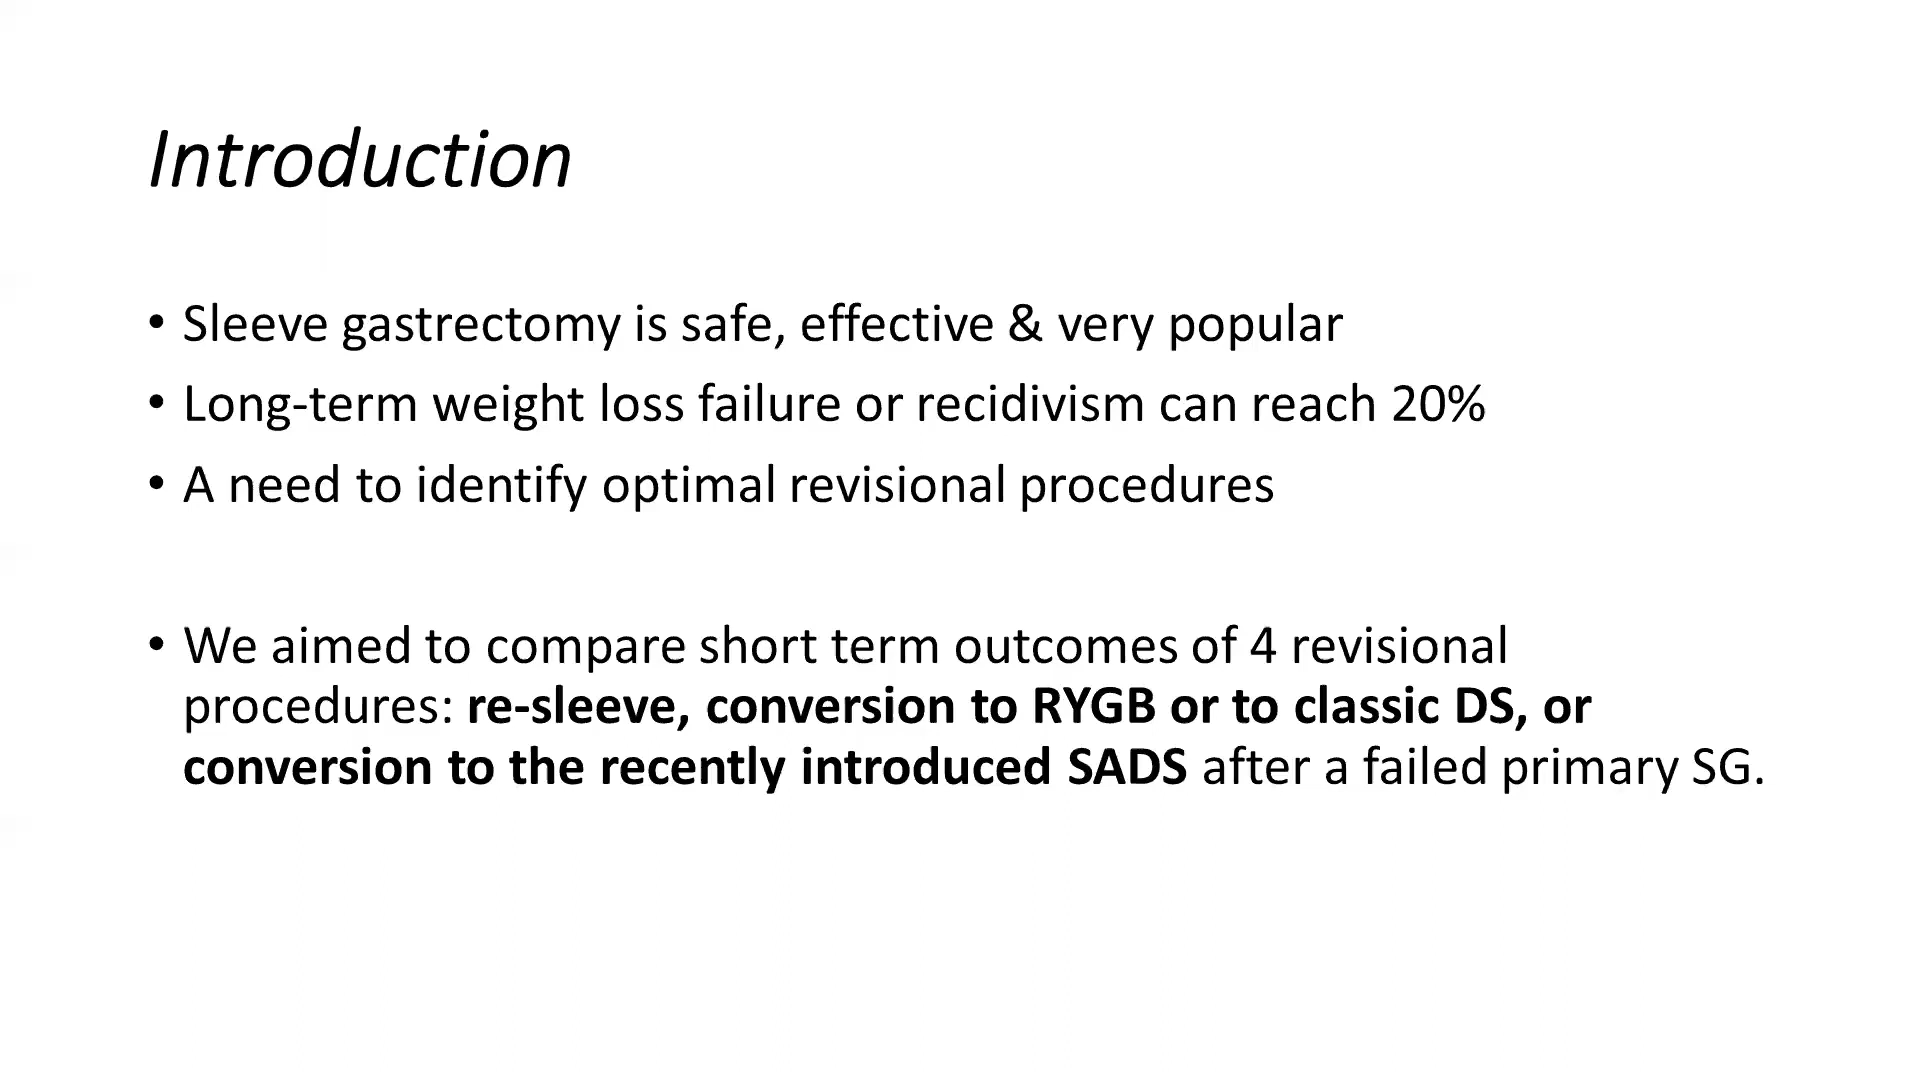 Introduction
• Sleeve gastrectomy is safe, effective & very popular
• Long-term weight loss failure or recidivism can reach 20%
• A need to identify optimal revisional procedures
• We aimed to compare short term outcomes of 4 revisional
procedures: re-sleeve, conversion to RYGB or to classic DS, or
conversion to the recently introduced SADS after a failed primary SG.